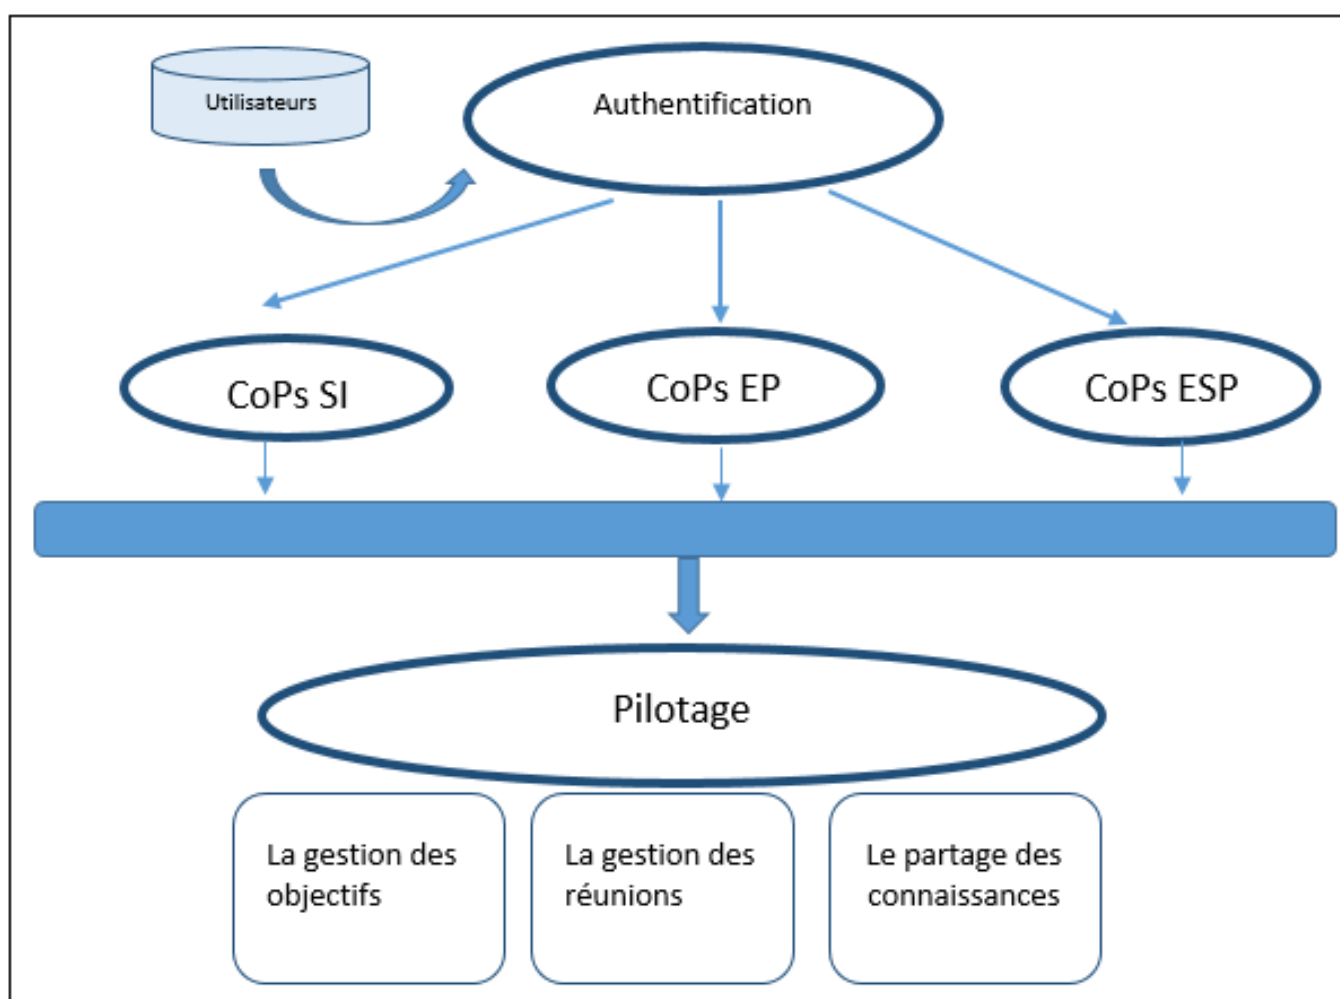 Utilisateurs
Authentification
CoPs SI
CoPs EP
CoPs ESP
Pilotage
La gestion des
objectifs
La gestion des
réunions
Le partage des
connaissances